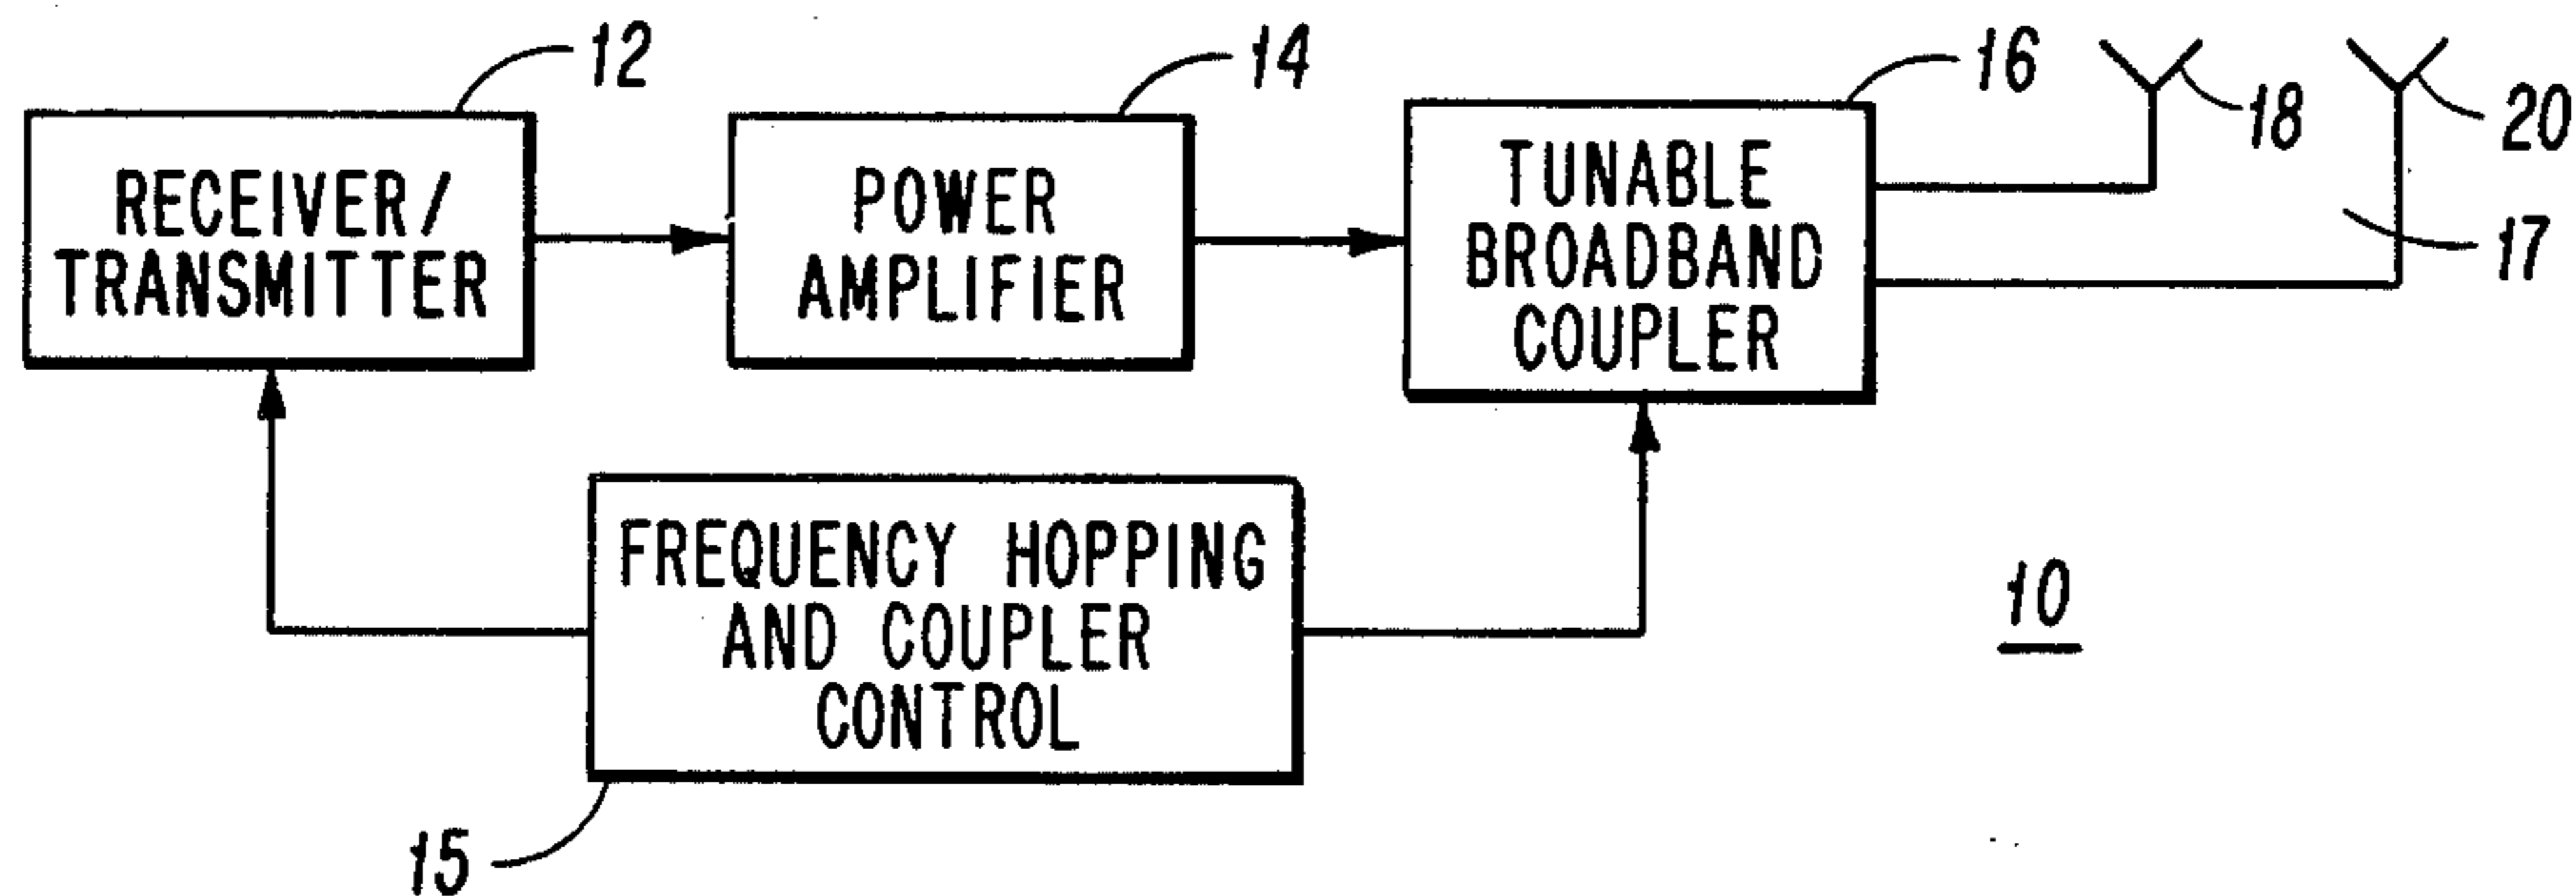 12
14
16
18
20
RECEIVER/
TRANSMITTER
POWER
AMPLIFIER
TUNABLE
BROADBAND
COUPLER
17
FREQUENCY HOPPING
AND COUPLER
CONTROL
10
15